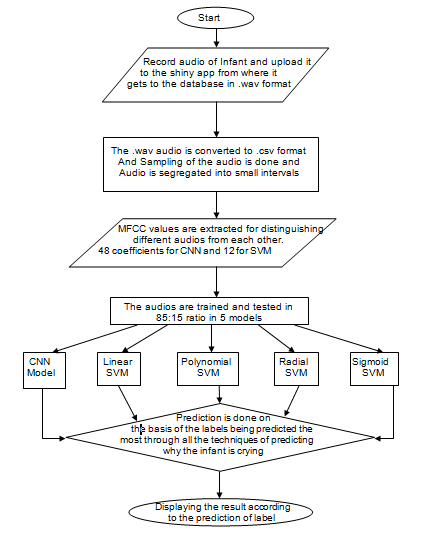 Start
Record audio of Infant and upload it
to the shiny app from where it
gets to the database in .wav format
The .wav audio is converted to .csv format
And Sampling of the audio is done and
Audio is segregated into small intervals
MFCC values are extracted for distinguishing
different audios from each other.
48 coefficients for CNN and 12 for SVM
The audios are trained and tested in
85:15 ratio in 5 models
CNN
Model
Linear
SVM
Polynomial
SVM
Radial
SVM
Sigmoid
SVM
Prediction is done on
the basis of the labels being predicted the
most through all the techniques of predicting
why the infant is crying
Displaying the result according
to the prediction of label